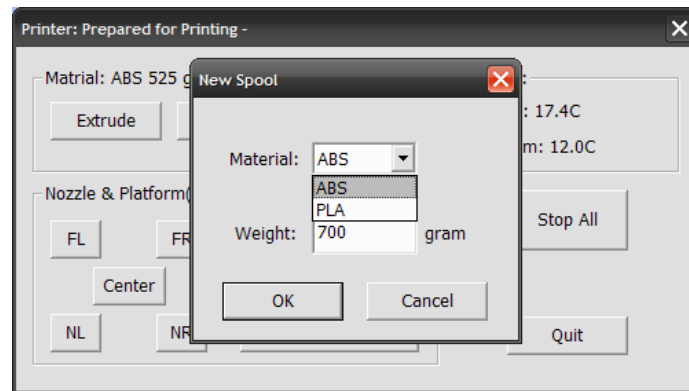 Printer: Prepared for Printing -
Matrial: ABS 525 g
New Spool
: 17.4C
m: 12.0C
Extrude
Material: ABS
ABS
PLA
Weight: 700 gram
Nozzle & Platform(
FL
FR
Center
NL
NR
OK
Cancel
Stop All
Quit